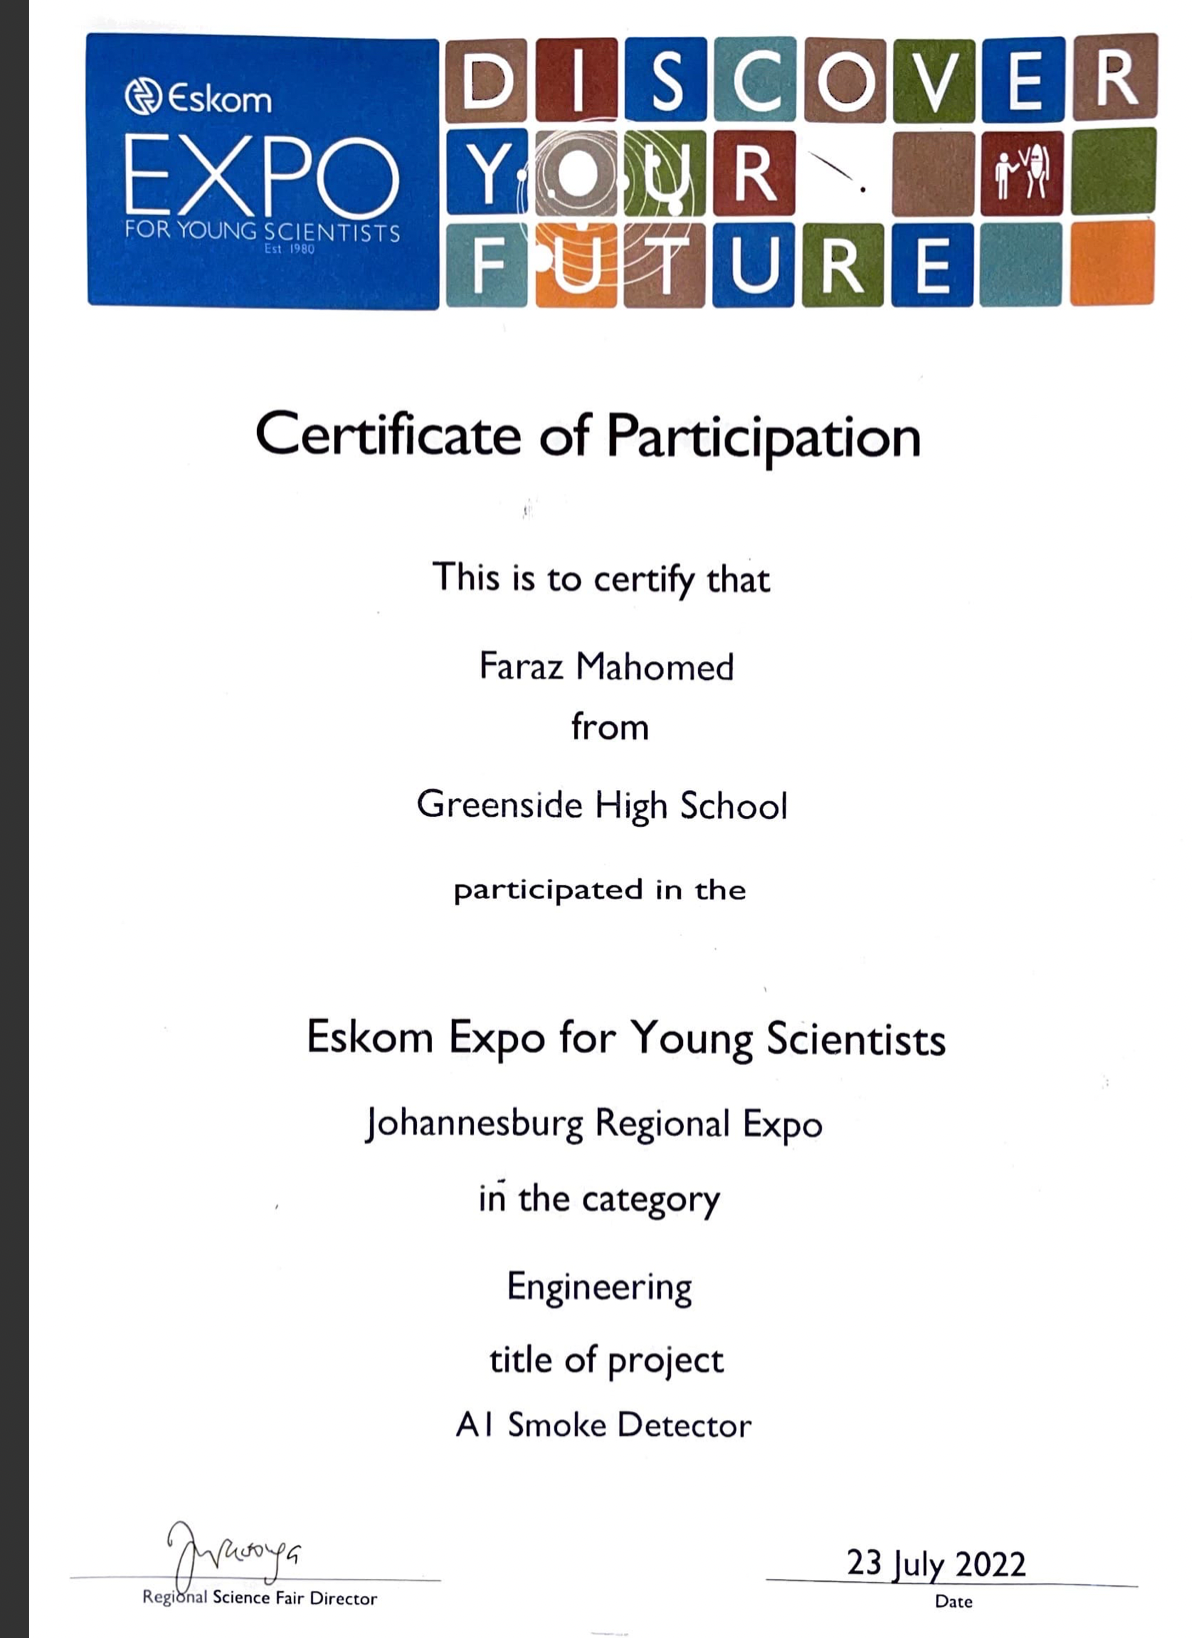 Eskom
EXPO
FOR YOUNG SCIENTISTS
Est. 1980
DISCOVER
YOUR
FUTURE
Certificate of Participation
This is to certify that
Faraz Mahomed
from
Greenside High School
participated in the
Eskom Expo for Young Scientists
Johannesburg Regional Expo
in the category
Engineering
title of project
AI Smoke Detector
Regional Science Fair Director
23 July 2022
Date